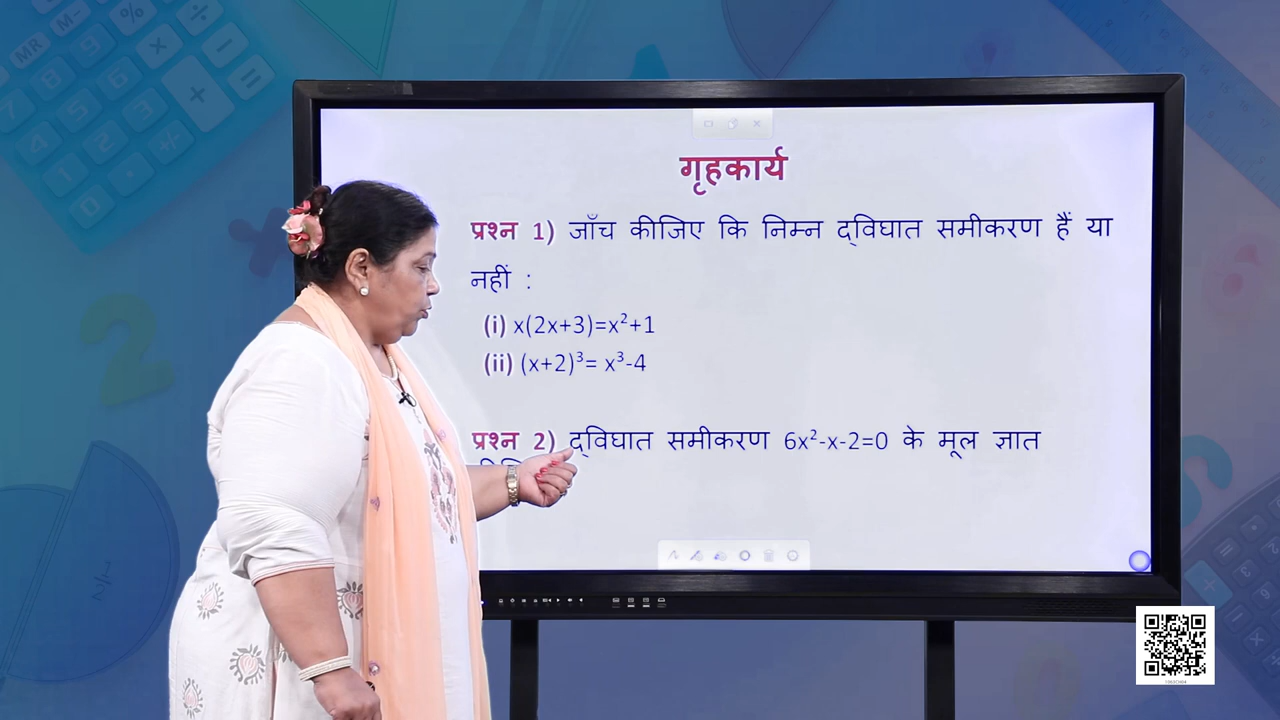 गृहकार्य
प्रश्न 1) जाँच कीजिए कि निम्न द्विघात समीकरण हैं या
नहीं :
(i) x(2x+3)=x²+1
(ii) (x+2)³= x³-4
प्रश्न 2) द्विघात समीकरण 6x²-x-2=0 के मूल ज्ञात